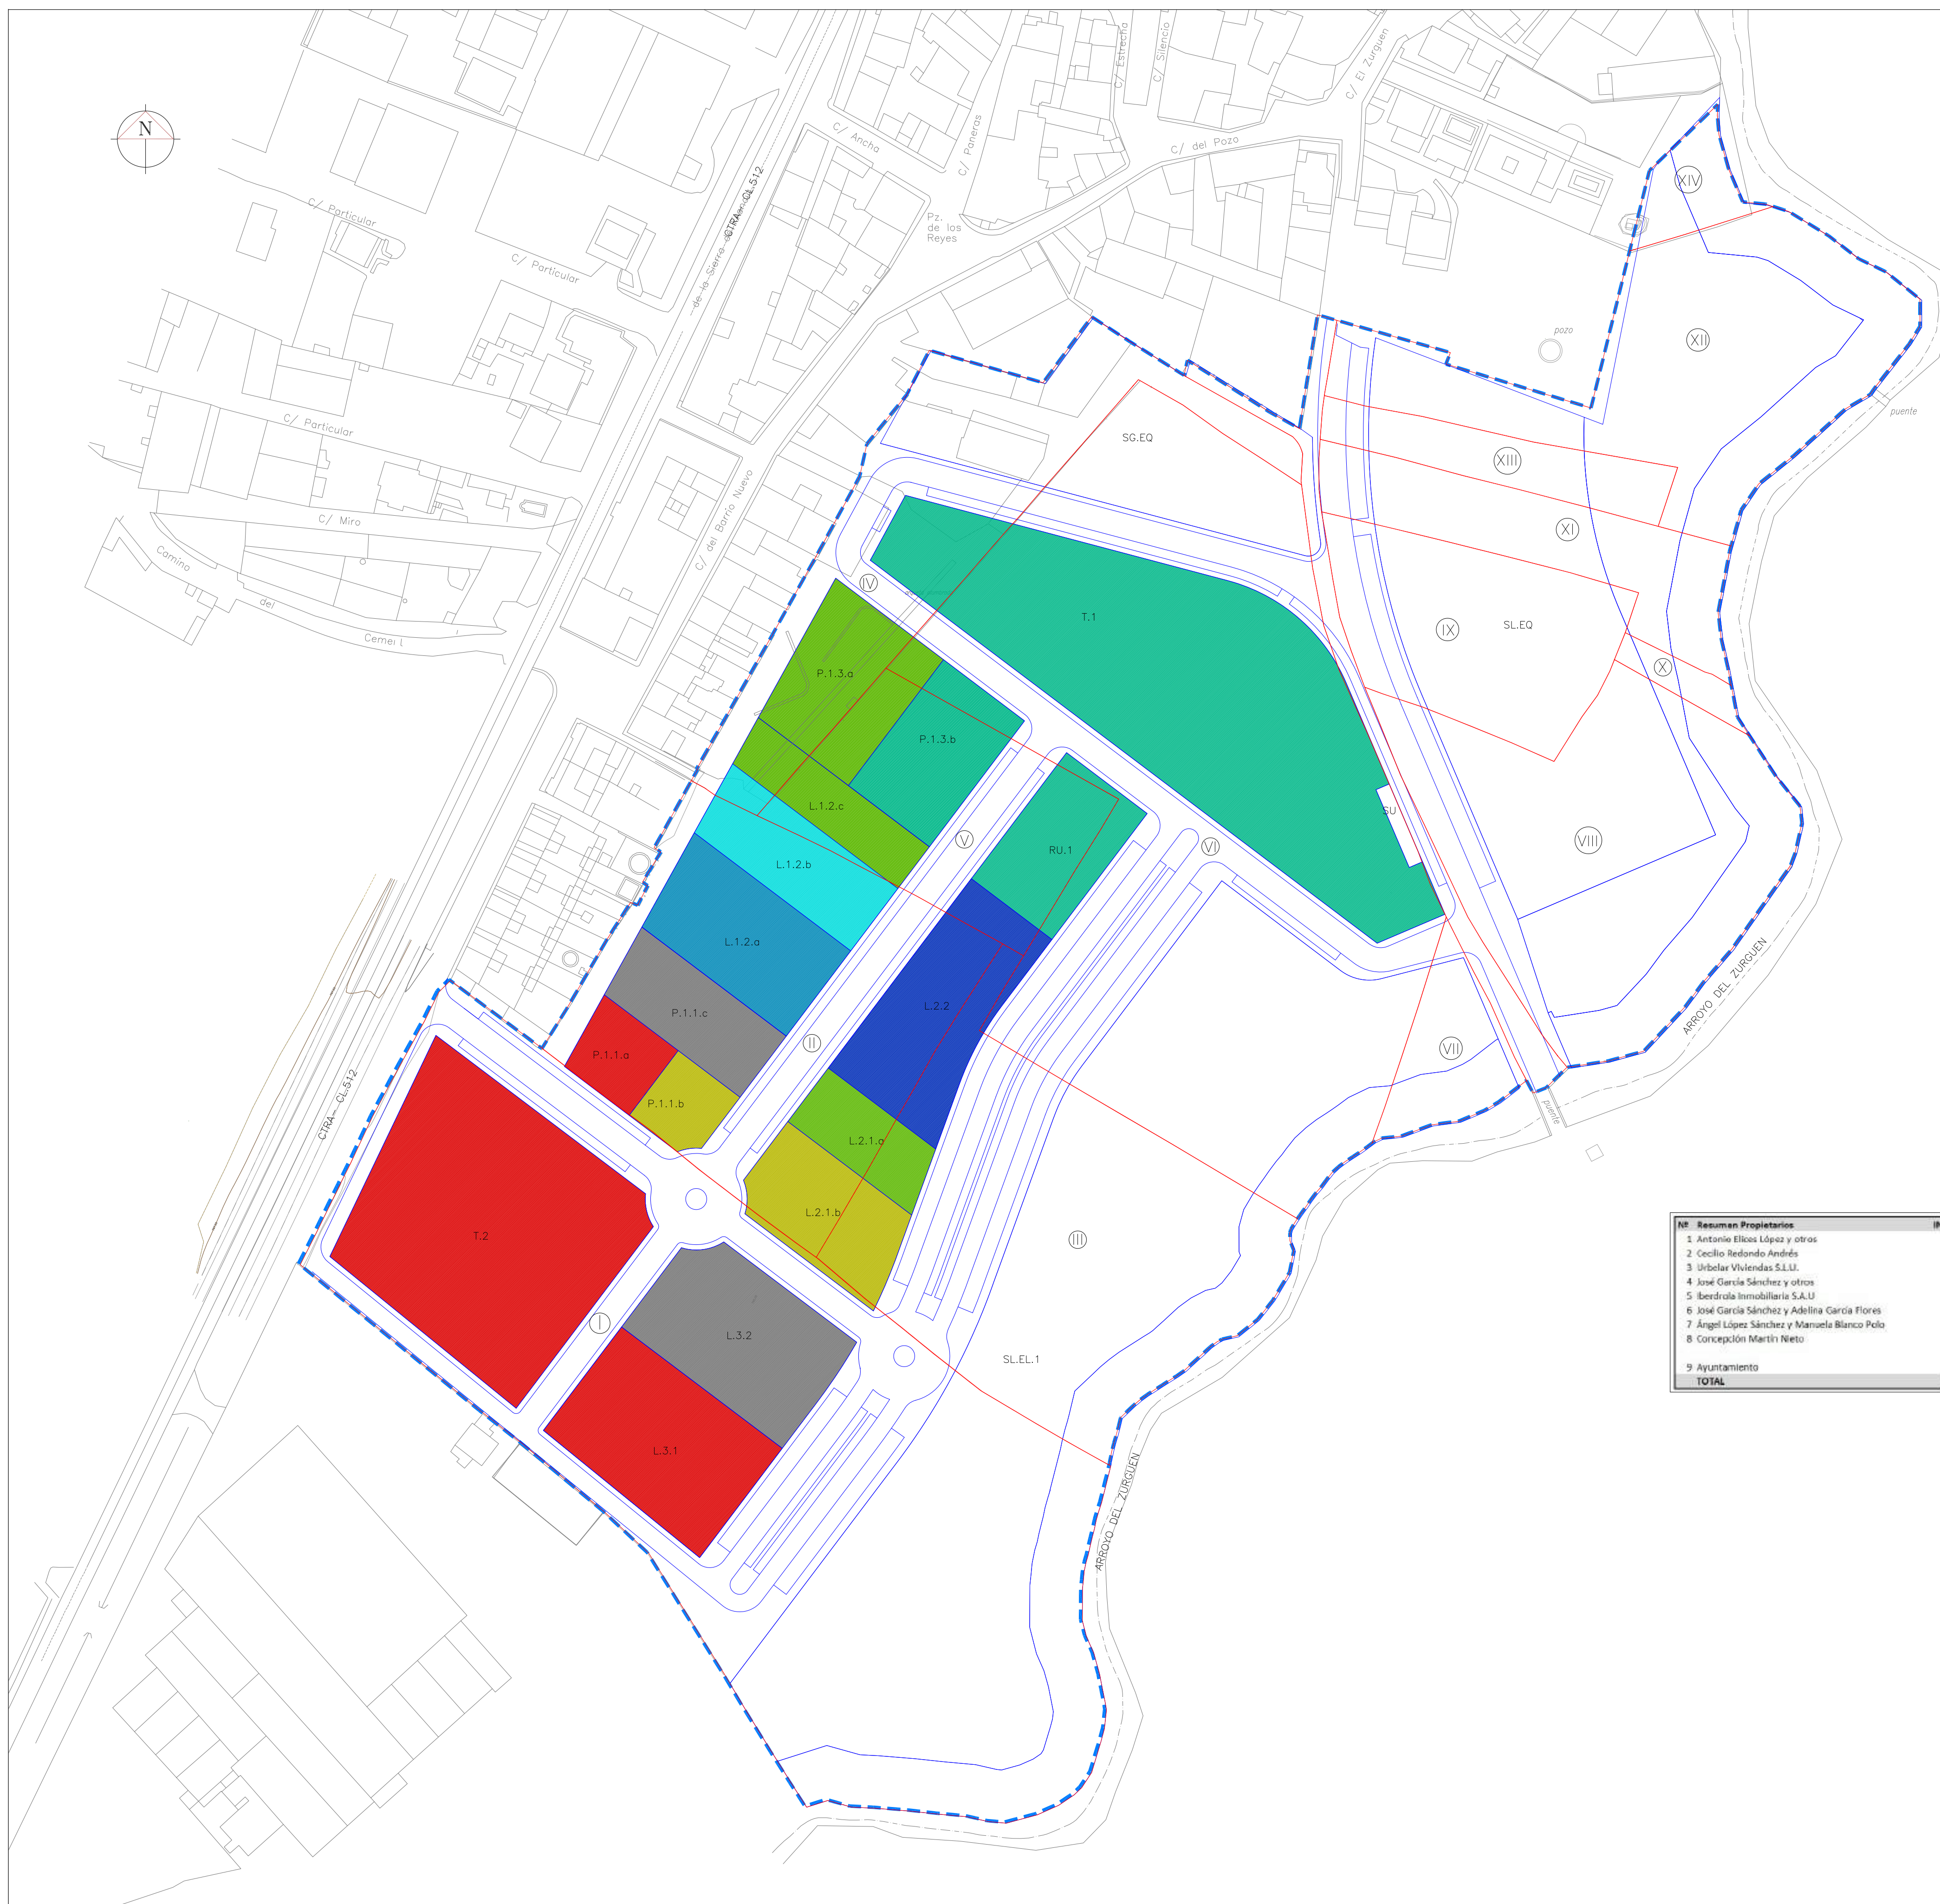 N
C/ Estrecha
C/ Silencio
C/ El Zurguen
C/ Ancha
C/ Paneras
C/ del Pozo
CTRA- CL.512
de la Sierra
C/ Particular
C/ Particular
Pz.
de los
Reyes
XIV
XII
pozo
puente
C/ Particular
SG.EQ
XIII
C/ del Barrio Nuevo
C/ Miro
XI
Camino
del
IV
T.1
IX
SL.EQ
X
P.1.3.a
P.1.3.b
L.1.2.c
SU
V
VI
VIII
RU.1
L.1.2.b
L.1.2.a
ARROYO DEL ZURGUEN
L.2.2
P.1.1.c
II
VII
P.1.1.a
P.1.1.b
puente
CTRA- CL.512
L.2.1.a
L.2.1.b
T.2
III
I
L.3.2
SL.EL.1
L.3.1
ARROYO DEL ZURGUEN
Nº Resumen Propietarios
1 Antonio Elices López y otros
2 Cecilio Redondo Andrés
3 Urbelar Viviendas S.L.U.
4 José García Sánchez y otros
5 Iberdrola Inmobiliaria S.A.U
6 José García Sánchez y Adelina García Flores
7 Ángel López Sánchez y Manuela Blanco Polo
8 Concepción Martín Nieto
9 Ayuntamiento
TOTAL